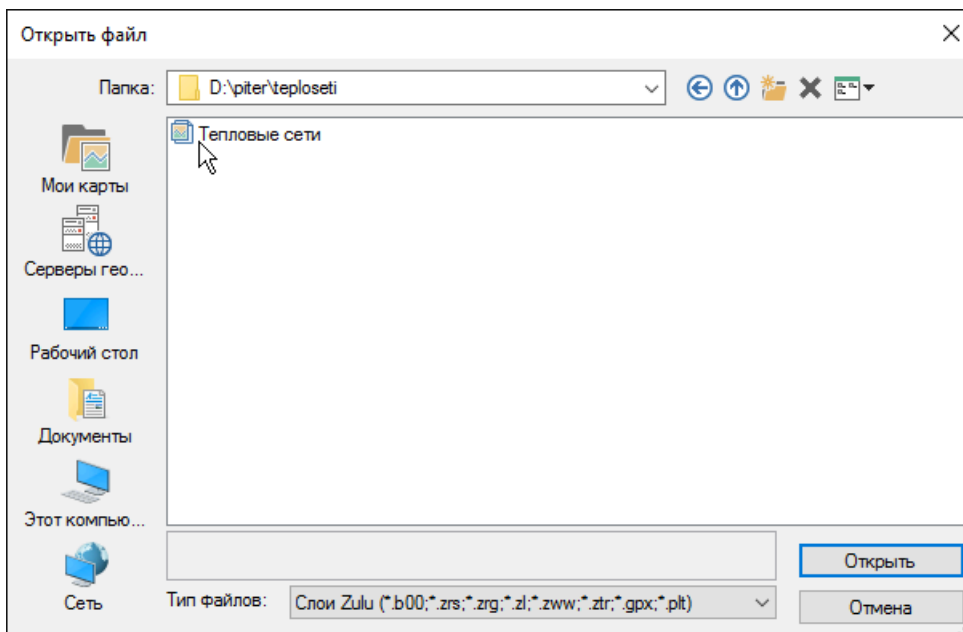 Открыть файл
Папка: D:\piter\teploseti
Тепловые сети
Мои карты
Серверы гео...
Рабочий стол
Документы
Этот компью...
Сеть
Открыть
Тип файлов: Слои Zulu (*.b00;*.zrs;*.zrg;*.zl;*.zww;*.ztr;*.gpx;*.plt)
Отмена